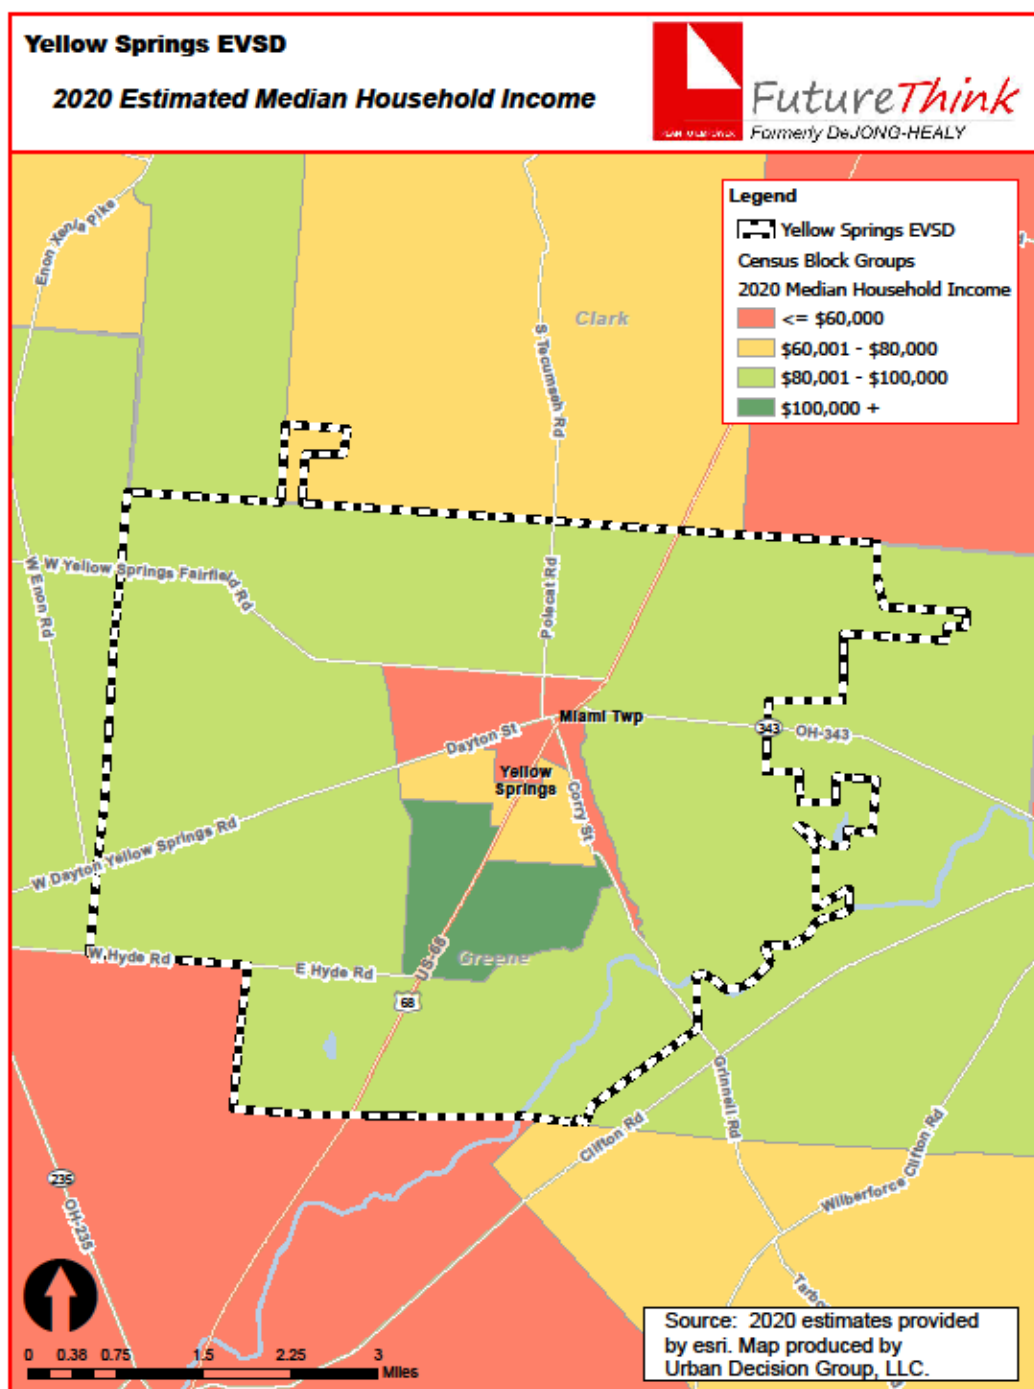 Yellow Springs EVSD
2020 Estimated Median Household Income
FutureThink
Formerly DeJONG-HEALY
Legend
Yellow Springs EVSD
Census Block Groups
2020 Median Household Income
<= $60,000
$60,001 - $80,000
$80,001 - $100,000
$100,000 +
Enon Xenia Pike
Clark
S Tecumseh Rd
W Enon Rd
W Yellow Springs Fairfield Rd
Polecat Rd
Miami Twp
343
OH-343
Dayton St
Yellow
Springs
Corry St
W Dayton Yellow Springs Rd
W Hyde Rd
E Hyde Rd
US-68
Greene
68
Grinnell Rd
Clifton Rd
Wilberforce Clifton Rd
235
OH-235
0 0.38 0.75 1.5 2.25 3
Miles
Source: 2020 estimates provided
by esri. Map produced by
Urban Decision Group, LLC.